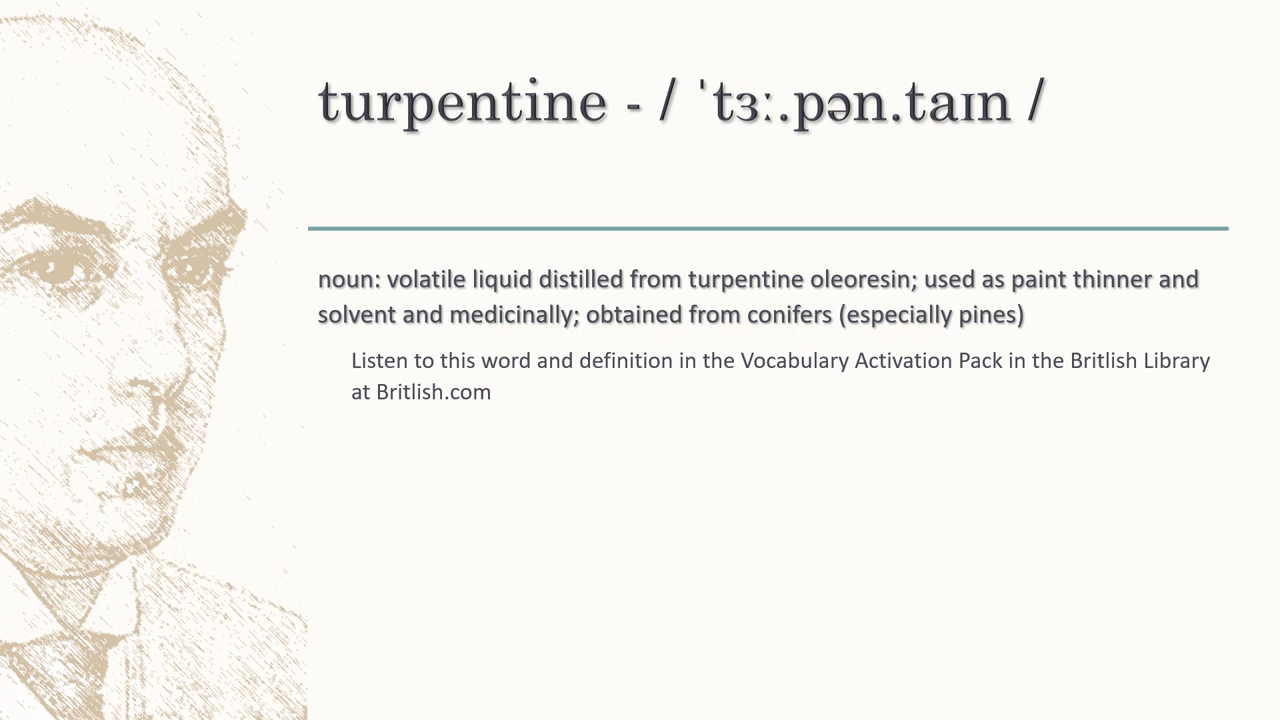 turpentine - / ˈtɜː.pən.taɪn /
noun: volatile liquid distilled from turpentine oleoresin; used as paint thinner and
solvent and medicinally; obtained from conifers (especially pines)
Listen to this word and definition in the Vocabulary Activation Pack in the Britlish Library
at Britlish.com